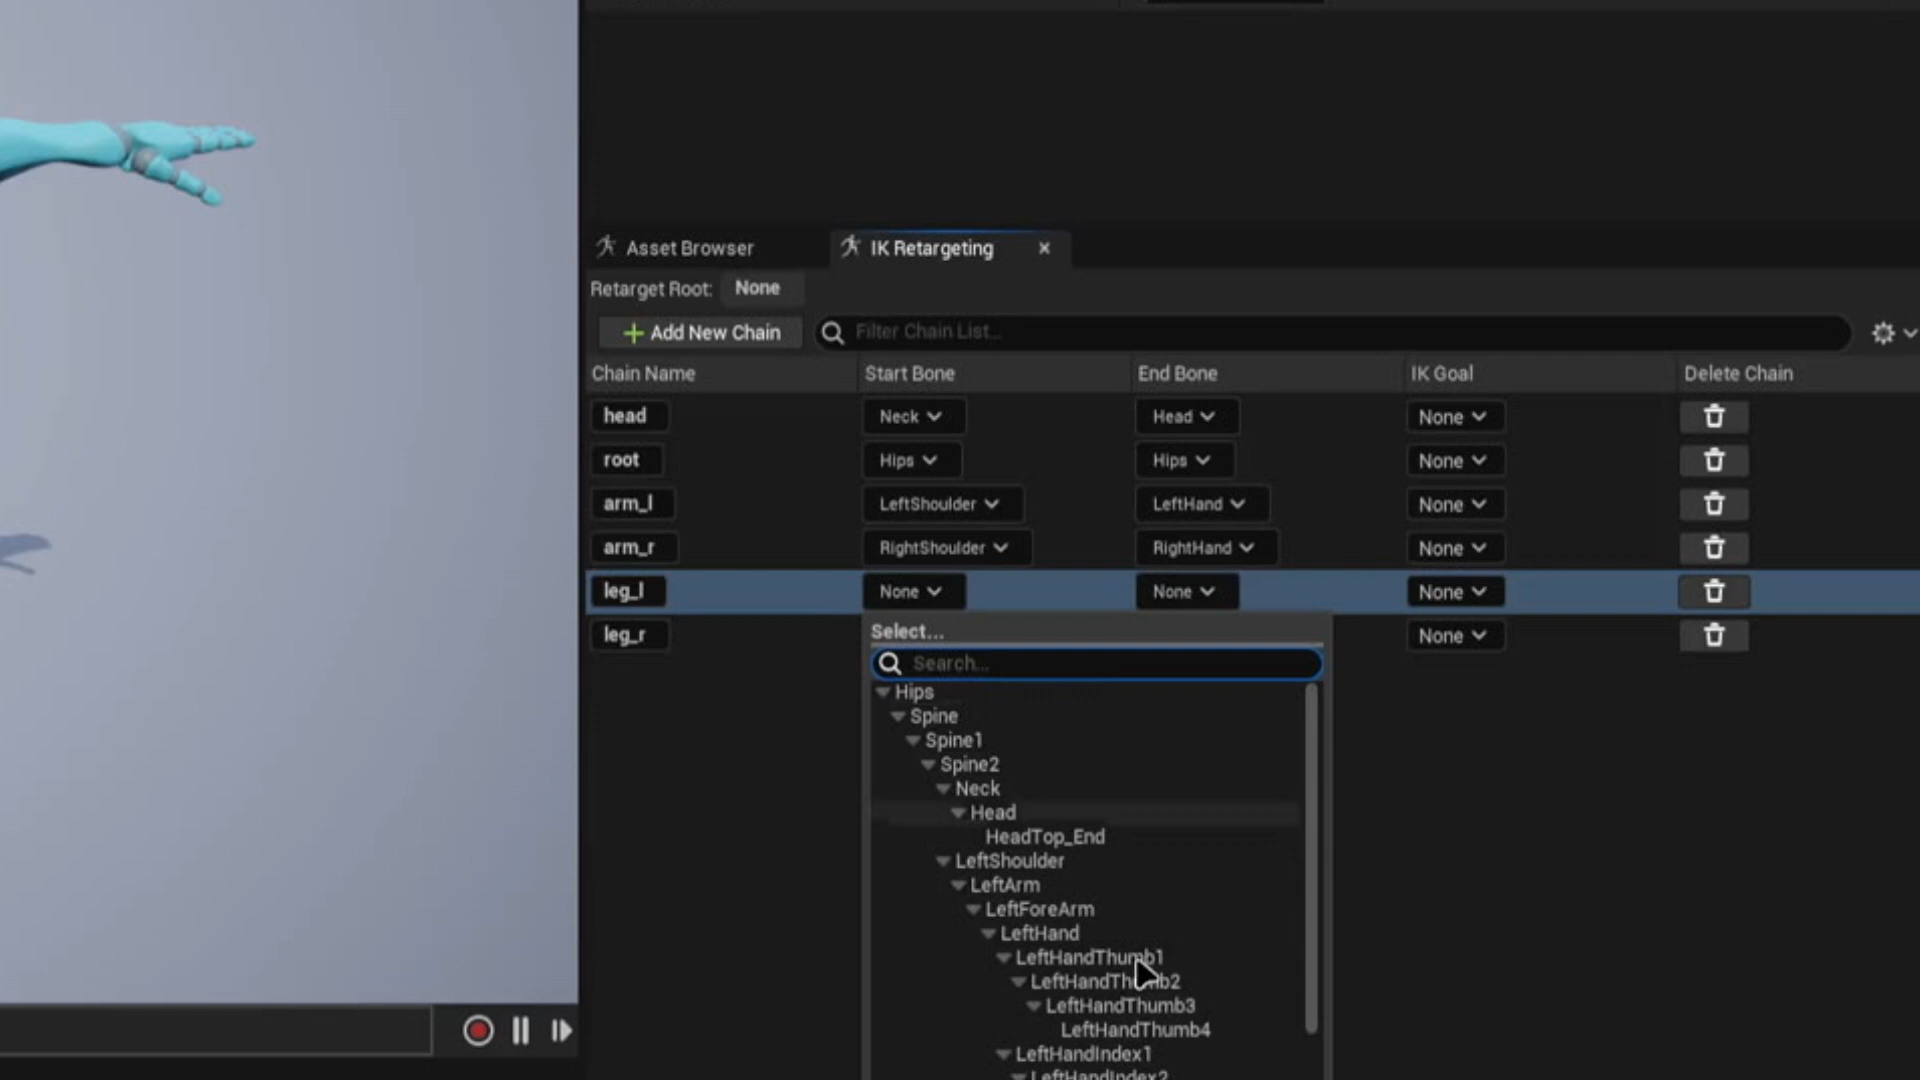 Asset Browser
IK Retargeting
Retarget Root: None
Add New Chain
Filter Chain List...
Chain Name Start Bone End Bone IK Goal Delete Chain
head Neck Head None
root Hips Hips None
arm_l LeftShoulder LeftHand None
arm_r RightShoulder RightHand None
leg_l None None None
leg_r None
Select...
Search...
Hips
Spine
Spine1
Spine2
Neck
Head
HeadTop_End
LeftShoulder
LeftArm
LeftForeArm
LeftHand
LeftHandThumb1
LeftHandThumb2
LeftHandThumb3
LeftHandThumb4
LeftHandIndex1
LeftHandIndex2